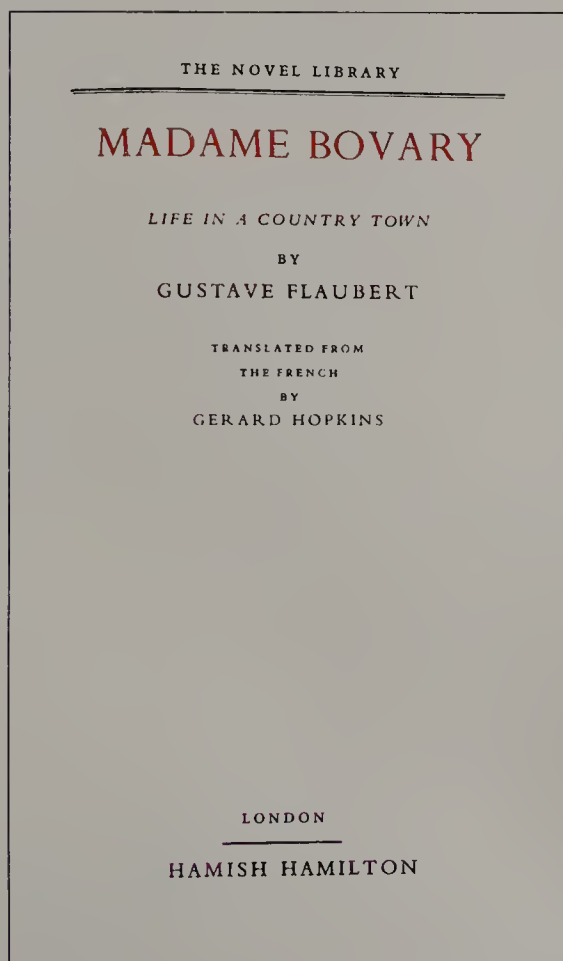 THE NOVEL LIBRARY
MADAME BOVARY
LIFE IN A COUNTRY TOWN
BY
GUSTAVE FLAUBERT
TRANSLATED FROM
THE FRENCH
BY
GERARD HOPKINS
LONDON
HAMISH HAMILTON